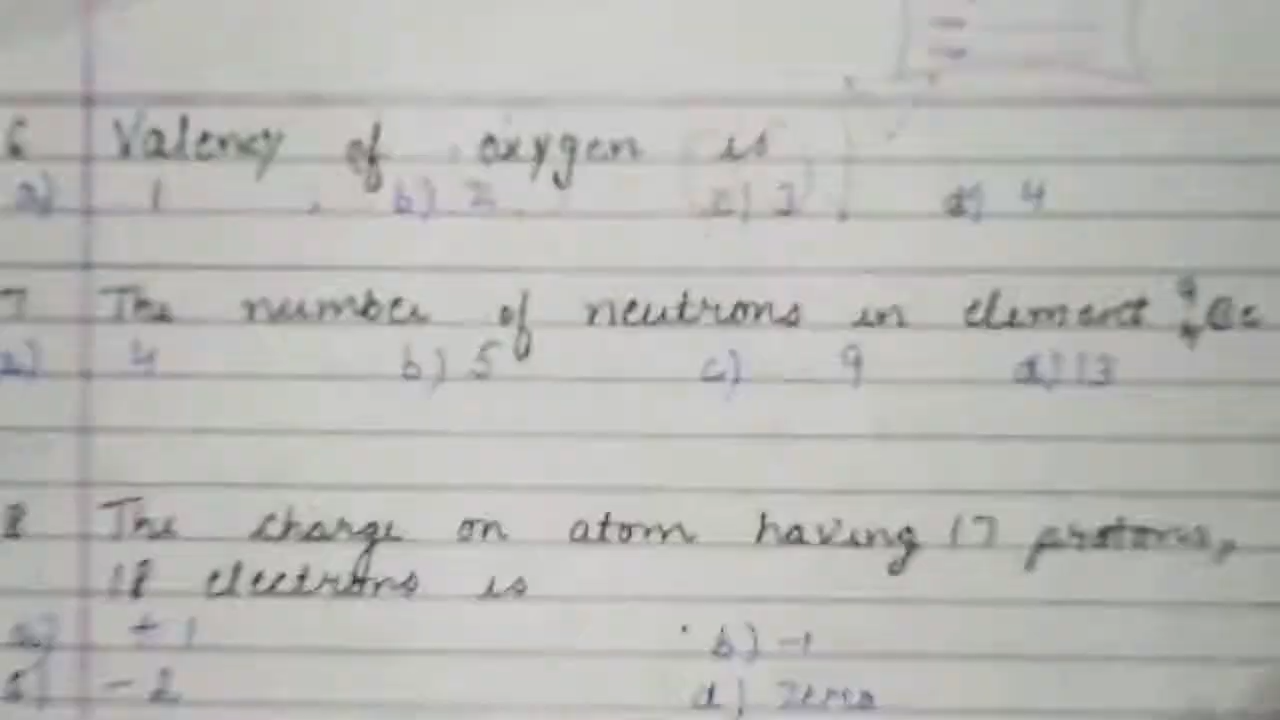 6 Valency of oxygen is
a) 1 b) 2 c) 3 d) 4
7 The number of neutrons in element ⁹₄Be
a) 4 b) 5 c) 9 d) 13
8 The charge on atom having 17 protons,
18 electrons is
a) +1 b) -1
c) -2 d) zero